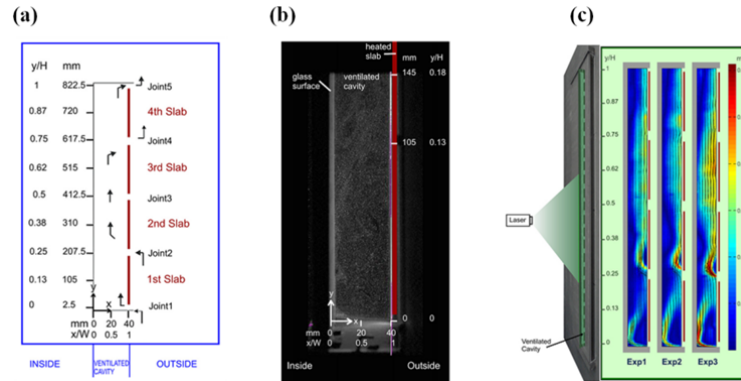 (a)
y/H mm
1 822.5
0.87 720
0.75 617.5
0.62 515
0.5 412.5
0.38 310
0.25 207.5
0.13 105
0 2.5
Joint5
4th Slab
Joint4
3rd Slab
Joint3
2nd Slab
Joint2
1st Slab
Joint1
y
x
mm 0 20 40
x/W 0 0.5 1
INSIDE
VENTILATED
CAVITY
OUTSIDE
(b)
heated
slab
glass
surface
ventilated
cavity
mm y/H
145 0.18
105 0.13
0 0
y
x
mm 0 20 40
x/W 0 0.5 1
Inside
Outside
(c)
y/H
1
0.87
0.75
0.62
0.5
0.38
0.25
0.13
0
Laser
Ventilated
Cavity
Exp1 Exp2 Exp3